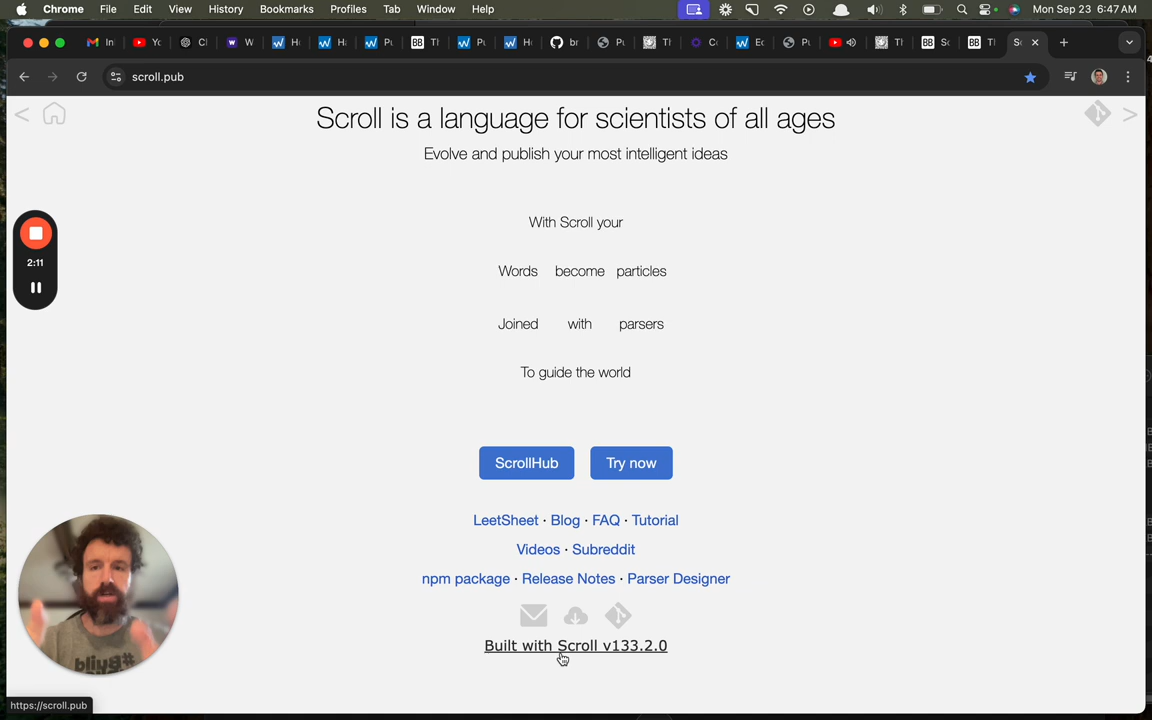 Chrome File Edit View History Bookmarks Profiles Tab Window Help Mon Sep 23 6:47 AM
scroll.pub
Scroll is a language for scientists of all ages
Evolve and publish your most intelligent ideas
With Scroll your
Words become particles
2:11
Joined with parsers
To guide the world
ScrollHub Try now
LeetSheet · Blog · FAQ · Tutorial
Videos · Subreddit
npm package · Release Notes · Parser Designer
Built with Scroll v133.2.0
https://scroll.pub